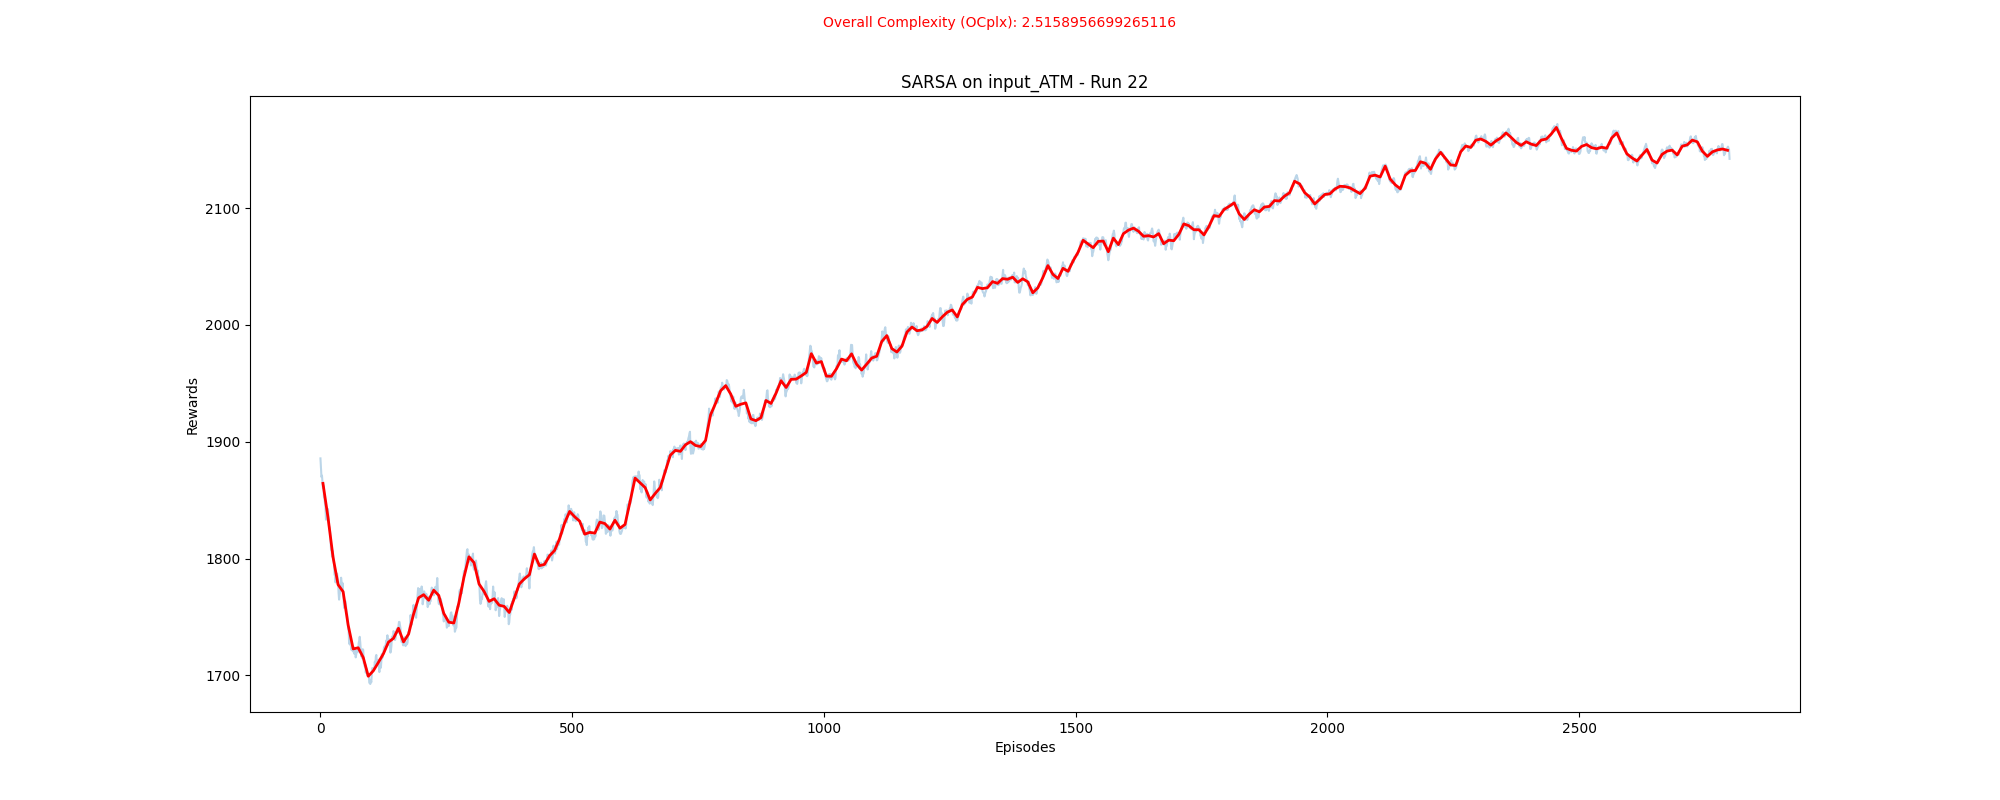 Overall Complexity (OCplx): 2.5158956699265116
SARSA on input_ATM - Run 22
Rewards
2100
2000
1900
1800
1700
0 500 1000 1500 2000 2500
Episodes